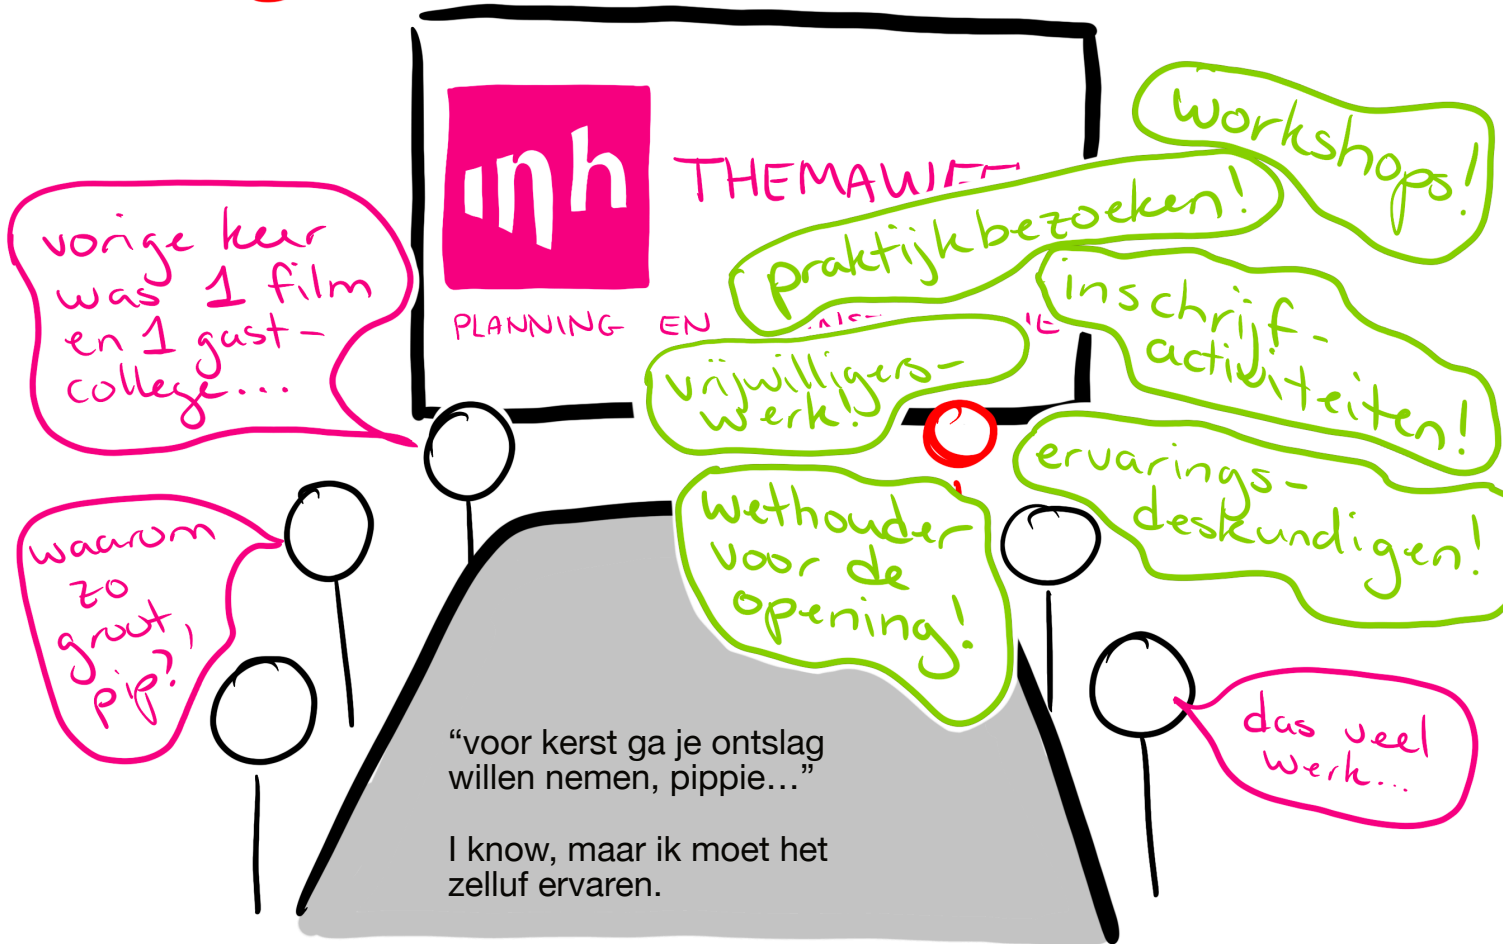 inh
THEMAWEE
PLANNING EN
vorige keer
was 1 film
en 1 gast-
college...
workshops!
praktijkbezoeken!
inschrijf-
activiteiten!
vrijwilligers-
werk!
ervarings-
deskundigen!
wethouder
voor de
opening!
waarom
zo
groot,
pip?
das veel
werk...
“voor kerst ga je ontslag
willen nemen, pippie...”
I know, maar ik moet het
zelluf ervaren.